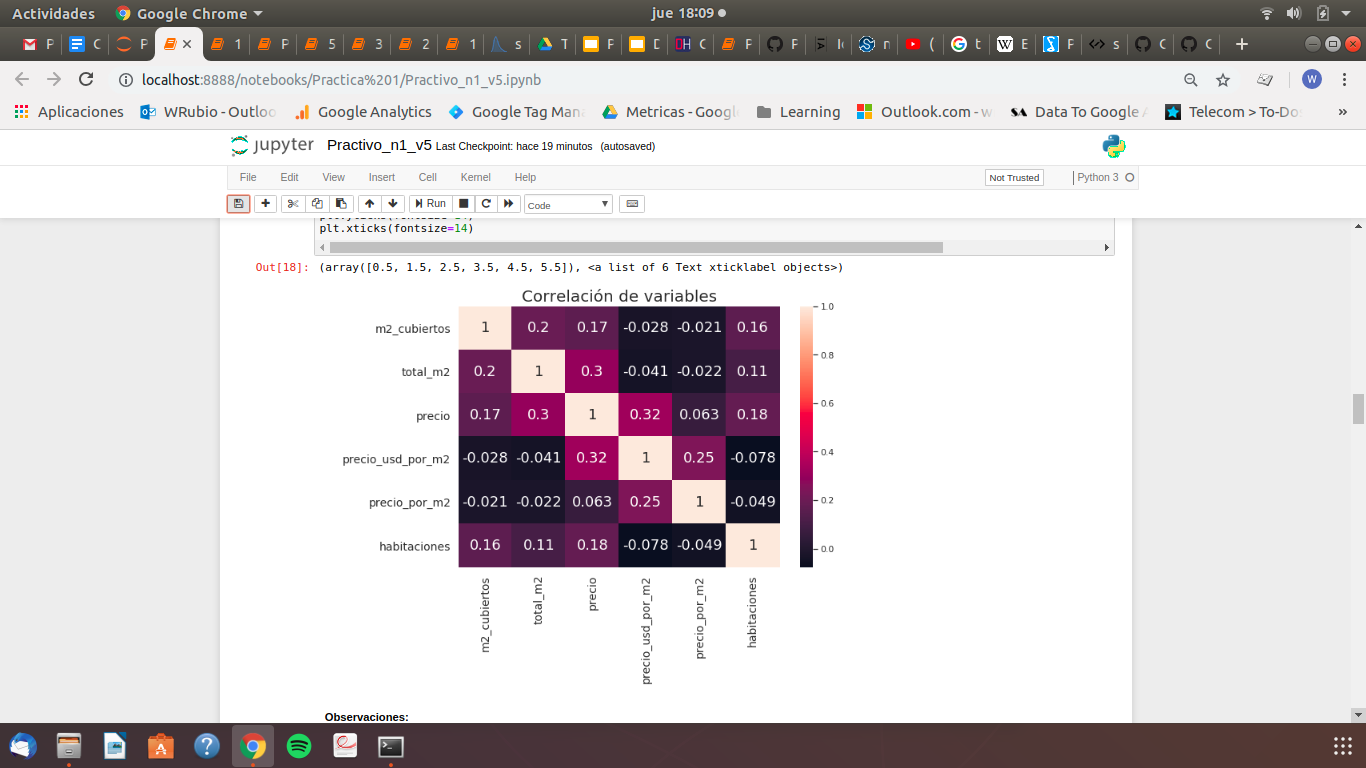 Actividades Google Chrome jue 18:09
P C P 1 P 5 3 2 1 s T F D C F F Ic n ( t E F s C C
localhost:8888/notebooks/Practica%201/Practivo_n1_v5.ipynb W
Aplicaciones WRubio - Outloo Google Analytics Google Tag Mana Metricas - Googl Learning Outlook.com - w SA Data To Google A Telecom > To-Do »
jupyter Practivo_n1_v5 Last Checkpoint: hace 19 minutos (autosaved)
File Edit View Insert Cell Kernel Help Not Trusted Python 3
Run Code
plt.xticks(fontsize=14)
Out[18]: (array([0.5, 1.5, 2.5, 3.5, 4.5, 5.5]), <a list of 6 Text xticklabel objects>)
Correlación de variables
m2_cubiertos 1 0.2 0.17 -0.028 -0.021 0.16
total_m2 0.2 1 0.3 -0.041 -0.022 0.11
precio 0.17 0.3 1 0.32 0.063 0.18
precio_usd_por_m2 -0.028 -0.041 0.32 1 0.25 -0.078
precio_por_m2 -0.021 -0.022 0.063 0.25 1 -0.049
habitaciones 0.16 0.11 0.18 -0.078 -0.049 1
m2_cubiertos total_m2 precio precio_usd_por_m2 precio_por_m2 habitaciones
1.0
0.8
0.6
0.4
0.2
0.0
Observaciones: